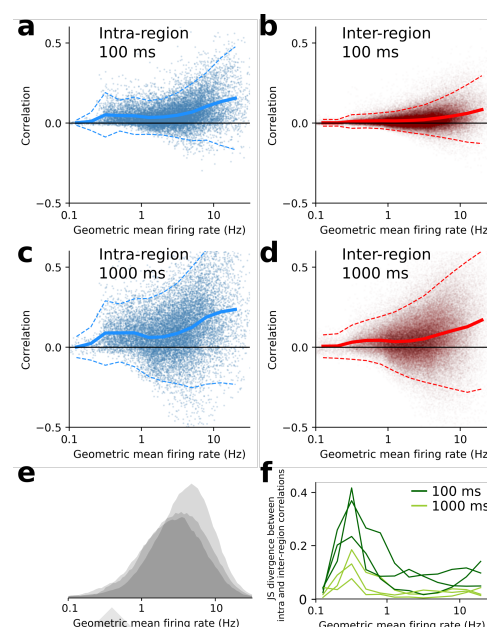 a
Intra-region
100 ms
0.5
0.0
−0.5
Correlation
0.1 1 10
Geometric mean firing rate (Hz)
b
Inter-region
100 ms
0.5
0.0
−0.5
Correlation
0.1 1 10
Geometric mean firing rate (Hz)
c
Intra-region
1000 ms
0.5
0.0
−0.5
Correlation
0.1 1 10
Geometric mean firing rate (Hz)
d
Inter-region
1000 ms
0.5
0.0
−0.5
Correlation
0.1 1 10
Geometric mean firing rate (Hz)
e
0.1 1 10
Geometric mean firing rate (Hz)
f
100 ms
1000 ms
0.4
0.2
0
JS divergence between
intra and inter-region correlations
0.1 1 10
Geometric mean firing rate (Hz)